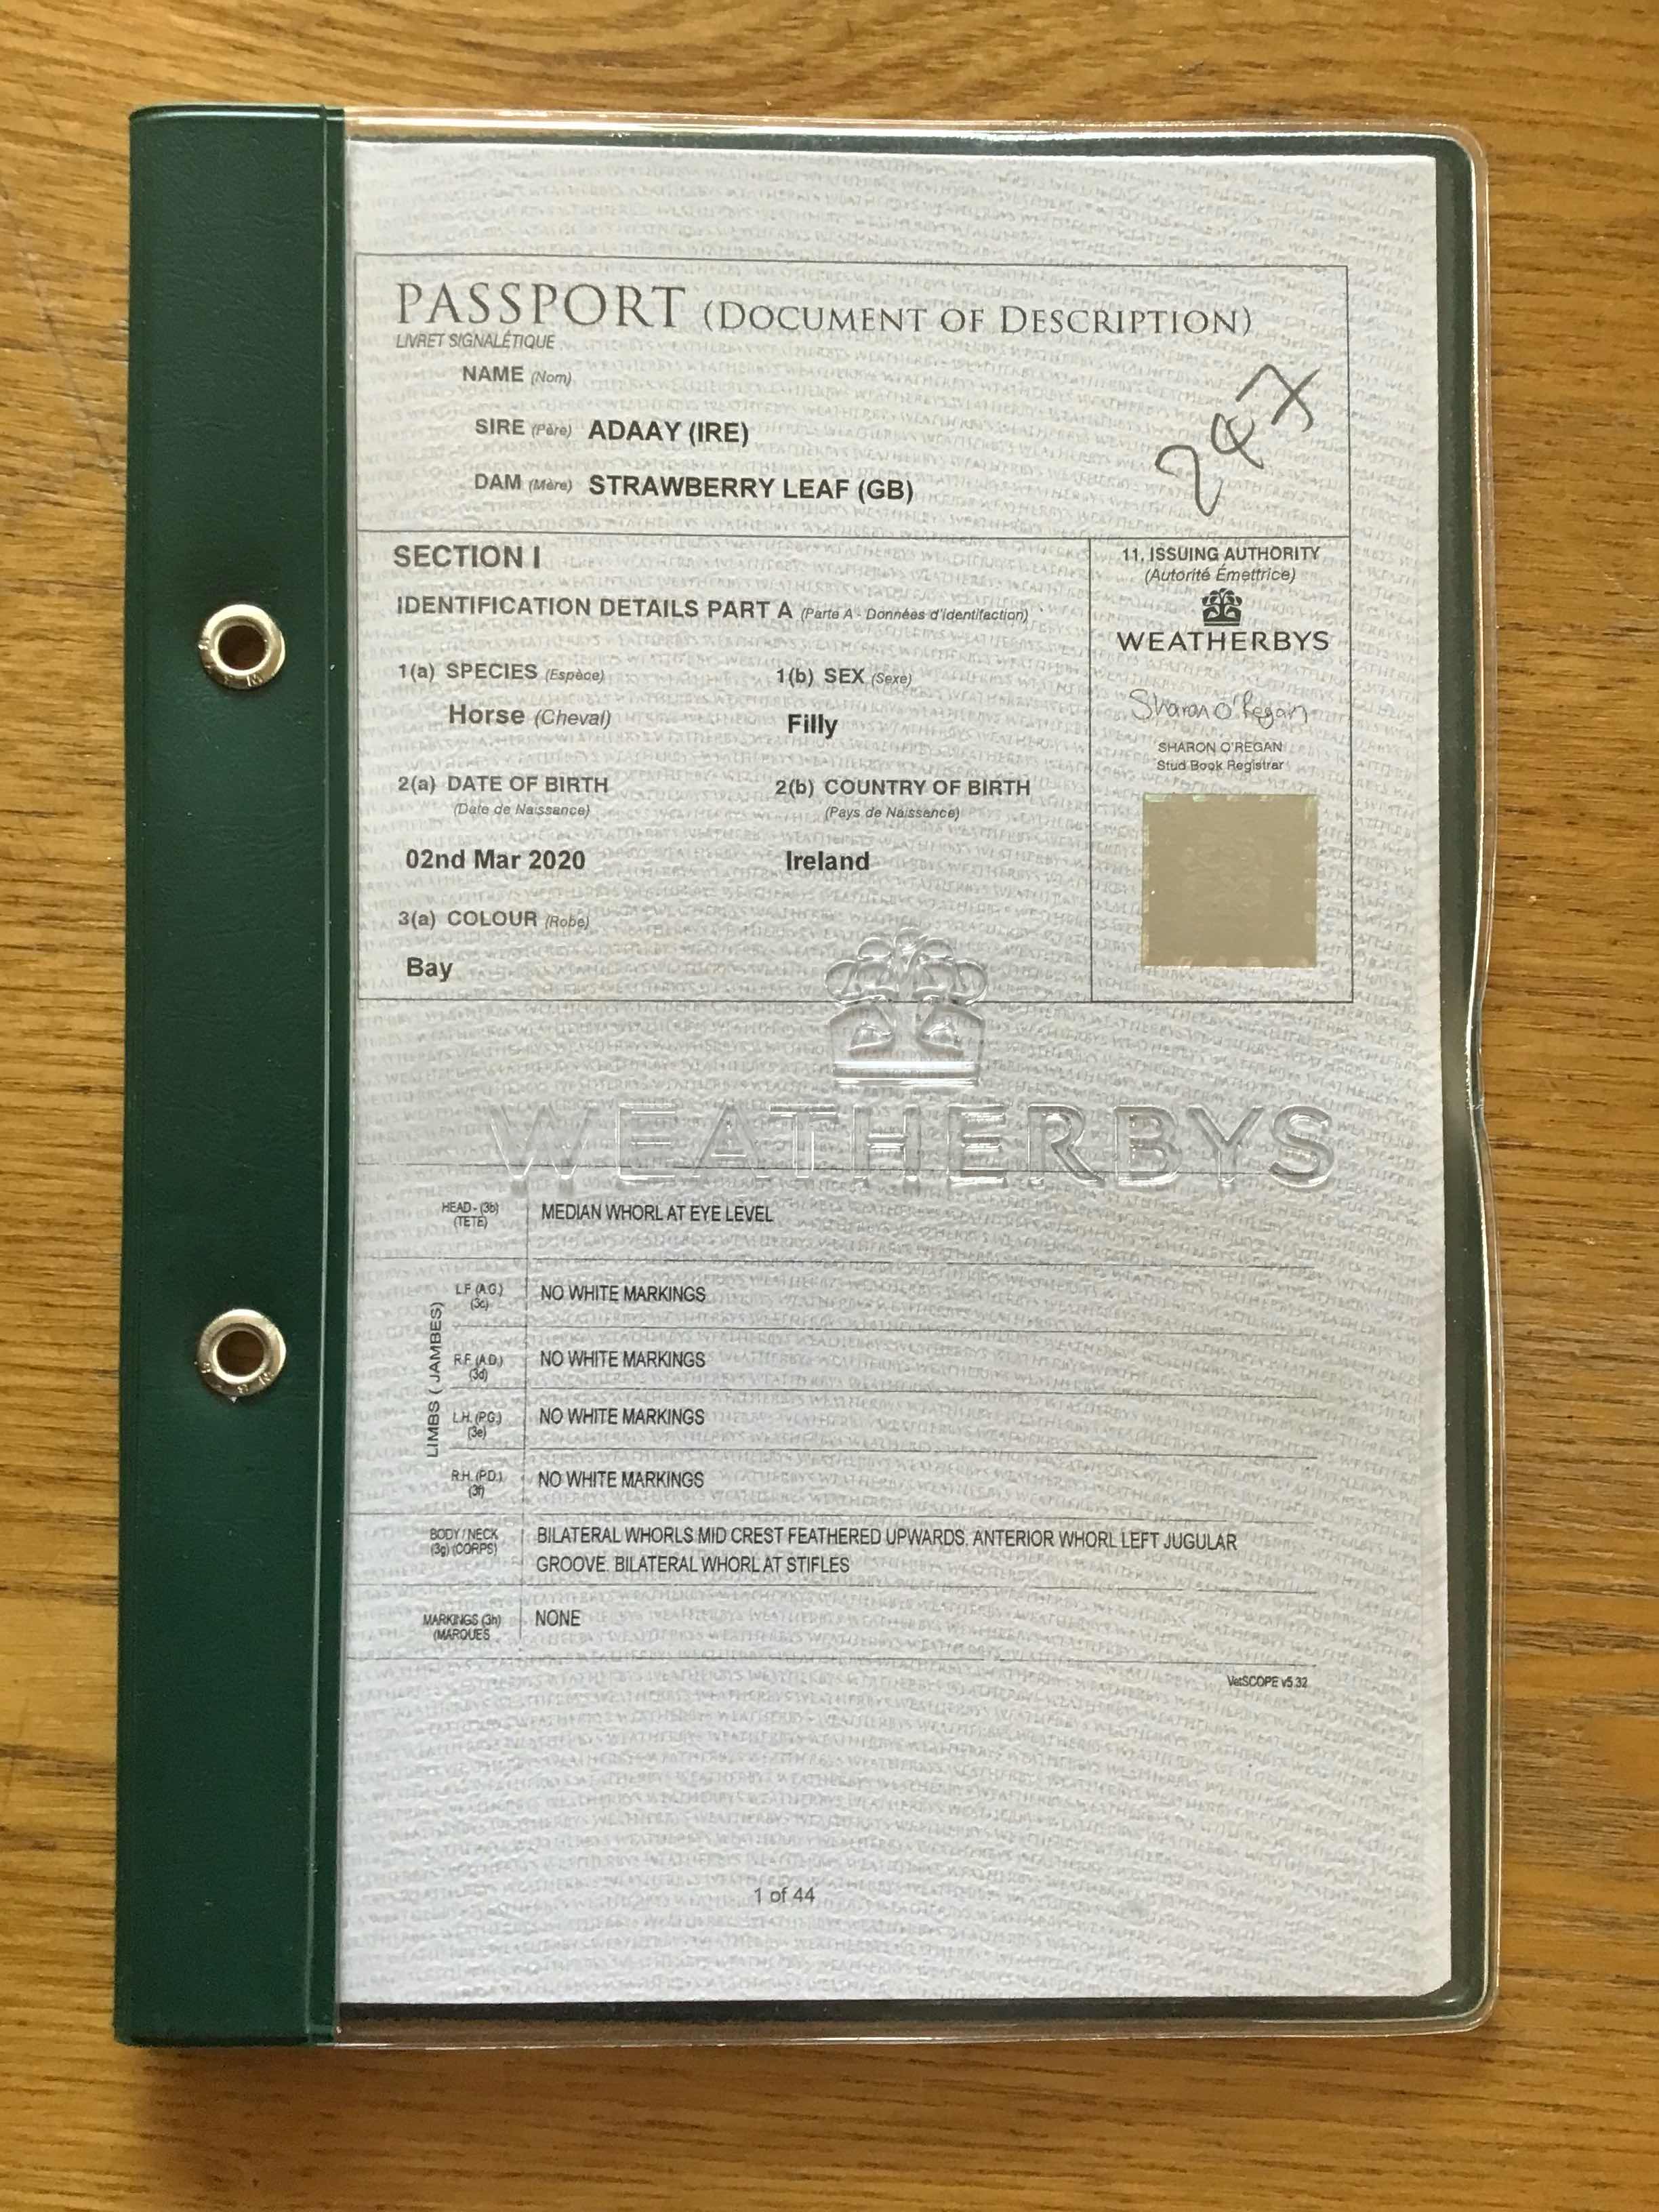 PASSPORT (DOCUMENT OF DESCRIPTION)
LIVRET SIGNALÉTIQUE
NAME (Nom)
SIRE (Père) ADAAY (IRE)
DAM (Mère) STRAWBERRY LEAF (GB)
247
SECTION I
IDENTIFICATION DETAILS PART A (Parte A - Données d'identifaction)
1(a) SPECIES (Espèce)
Horse (Cheval)
1(b) SEX (Sexe)
Filly
2(a) DATE OF BIRTH
(Date de Naissance)
02nd Mar 2020
2(b) COUNTRY OF BIRTH
(Pays de Naissance)
Ireland
3(a) COLOUR (Robe)
Bay
11. ISSUING AUTHORITY
(Autorité Émettrice)
WEATHERBYS
Sharon O'Regan
SHARON O'REGAN
Stud Book Registrar
WEATHERBYS
HEAD - (3b)
(TETE)
MEDIAN WHORL AT EYE LEVEL
LIMBS ( JAMBES)
L.F (A.G.)
(3c)
NO WHITE MARKINGS
R.F (A.D.)
(3d)
NO WHITE MARKINGS
L.H. (P.G.)
(3e)
NO WHITE MARKINGS
R.H. (P.D.)
(3f)
NO WHITE MARKINGS
BODY / NECK
(3g) (CORPS)
BILATERAL WHORLS MID CREST FEATHERED UPWARDS. ANTERIOR WHORL LEFT JUGULAR
GROOVE. BILATERAL WHORL AT STIFLES
MARKINGS (3h)
(MARQUES
NONE
VetSCOPE v5.32
1 of 44